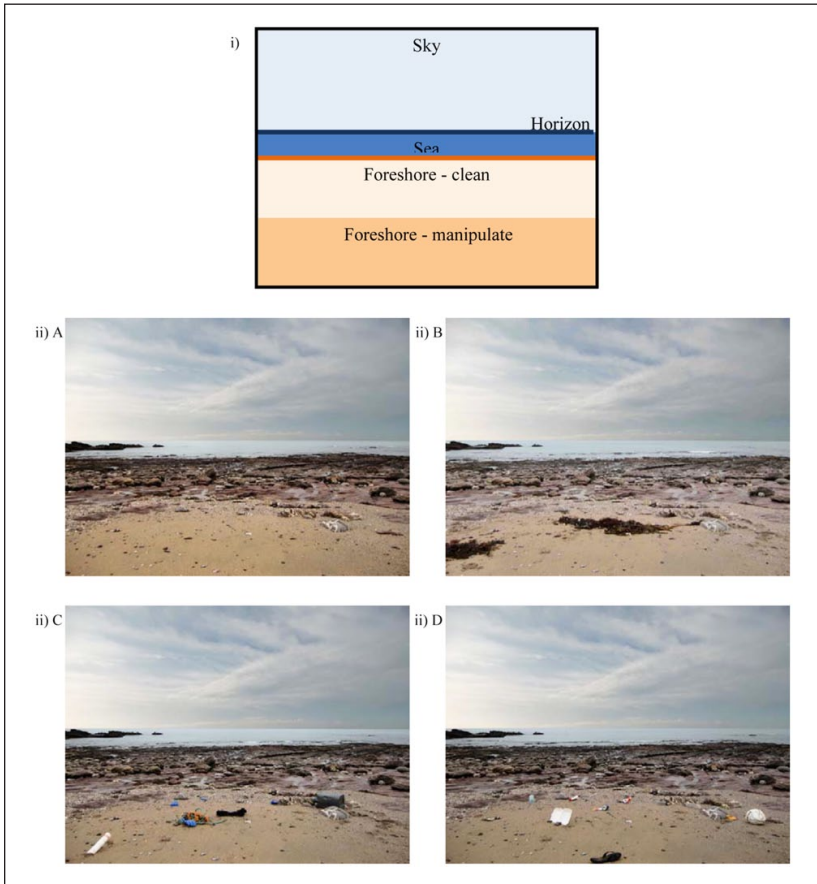 i)
Sky
Horizon
Sea
Foreshore - clean
Foreshore - manipulate
ii) A
ii) B
ii) C
ii) D